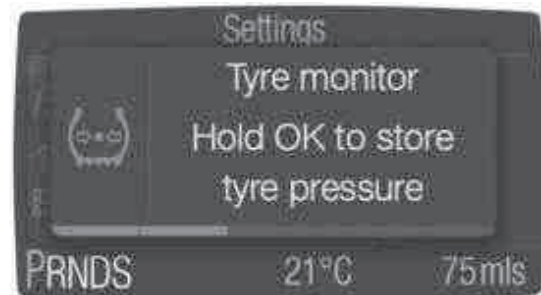 Settings
Tyre monitor
Hold OK to store
tyre pressure
PRNDS 21°C 75mls